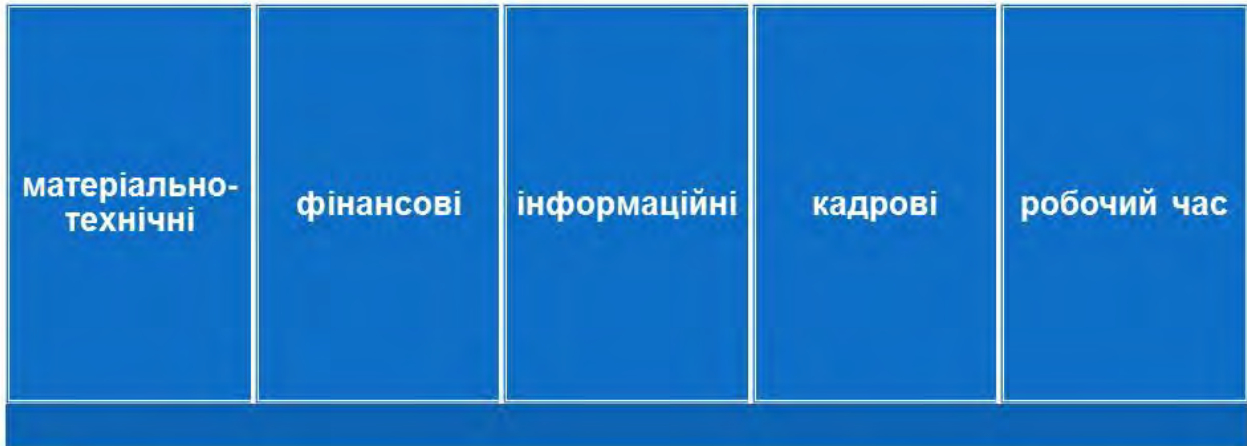 матеріально-
технічні
фінансові
інформаційні
кадрові
робочий час